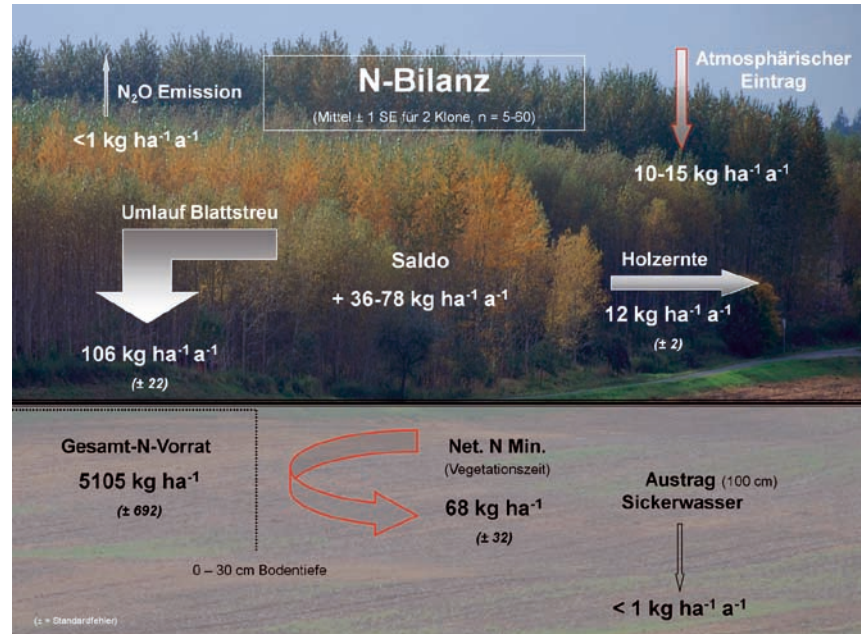 N-Bilanz
(Mittel ± 1 SE für 2 Klone, n = 5-60)
N₂O Emission
<1 kg ha⁻¹ a⁻¹
Atmosphärischer
Eintrag
10-15 kg ha⁻¹ a⁻¹
Umlauf Blattstreu
106 kg ha⁻¹ a⁻¹
(± 22)
Saldo
+ 36-78 kg ha⁻¹ a⁻¹
Holzernte
12 kg ha⁻¹ a⁻¹
(± 2)
Gesamt-N-Vorrat
5105 kg ha⁻¹
(± 692)
0 – 30 cm Bodentiefe
Net. N Min.
(Vegetationszeit)
68 kg ha⁻¹
(± 32)
Austrag (100 cm)
Sickerwasser
< 1 kg ha⁻¹ a⁻¹
(± = Standardfehler)